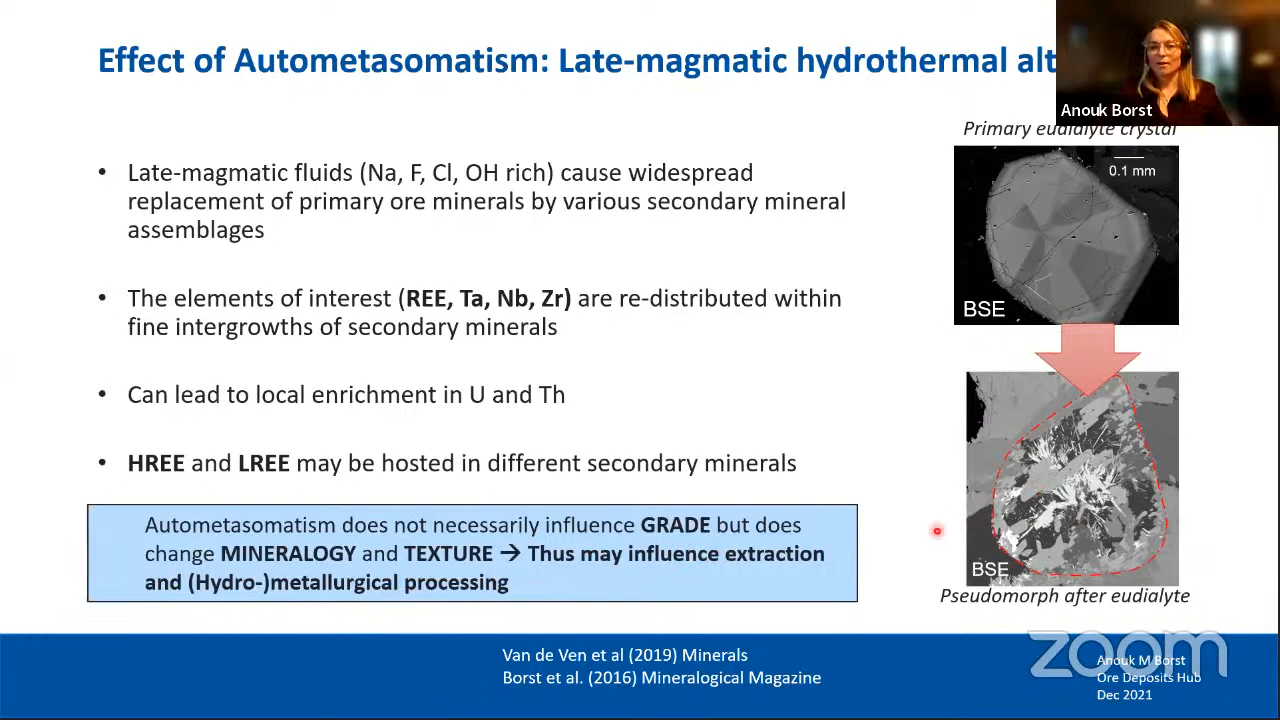 Effect of Autometasomatism: Late-magmatic hydrothermal alt
Anouk Borst
Primary eudialyte crystal
0.1 mm
BSE
• Late-magmatic fluids (Na, F, Cl, OH rich) cause widespread
replacement of primary ore minerals by various secondary mineral
assemblages
• The elements of interest (REE, Ta, Nb, Zr) are re-distributed within
fine intergrowths of secondary minerals
• Can lead to local enrichment in U and Th
• HREE and LREE may be hosted in different secondary minerals
Autometasomatism does not necessarily influence GRADE but does
change MINERALOGY and TEXTURE → Thus may influence extraction
and (Hydro-)metallurgical processing
BSE
Pseudomorph after eudialyte
Van de Ven et al (2019) Minerals
Borst et al. (2016) Mineralogical Magazine
zoom
Anouk M Borst
Ore Deposits Hub
Dec 2021